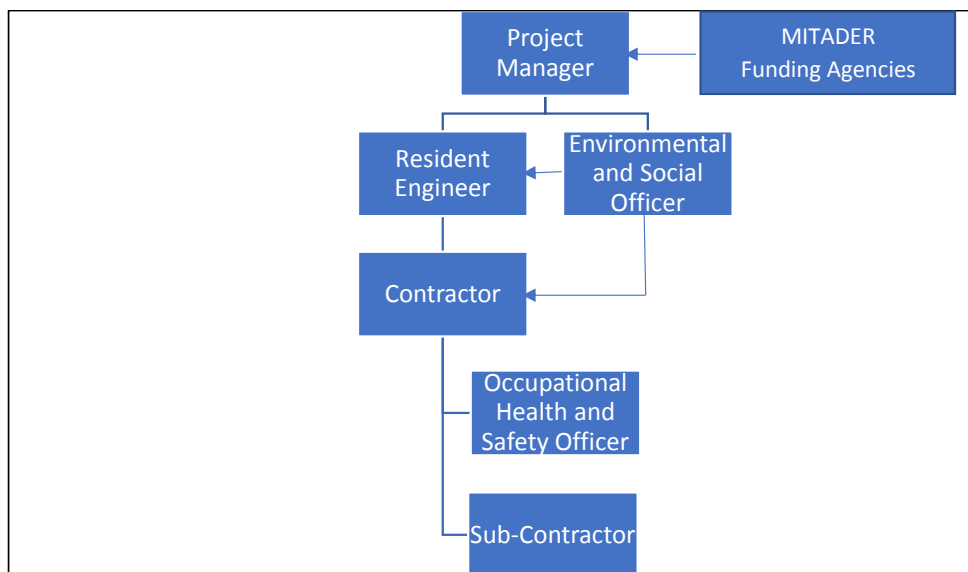 Project
Manager
MITADER
Funding Agencies
Resident
Engineer
Environmental
and Social
Officer
Contractor
Occupational
Health and
Safety Officer
Sub-Contractor